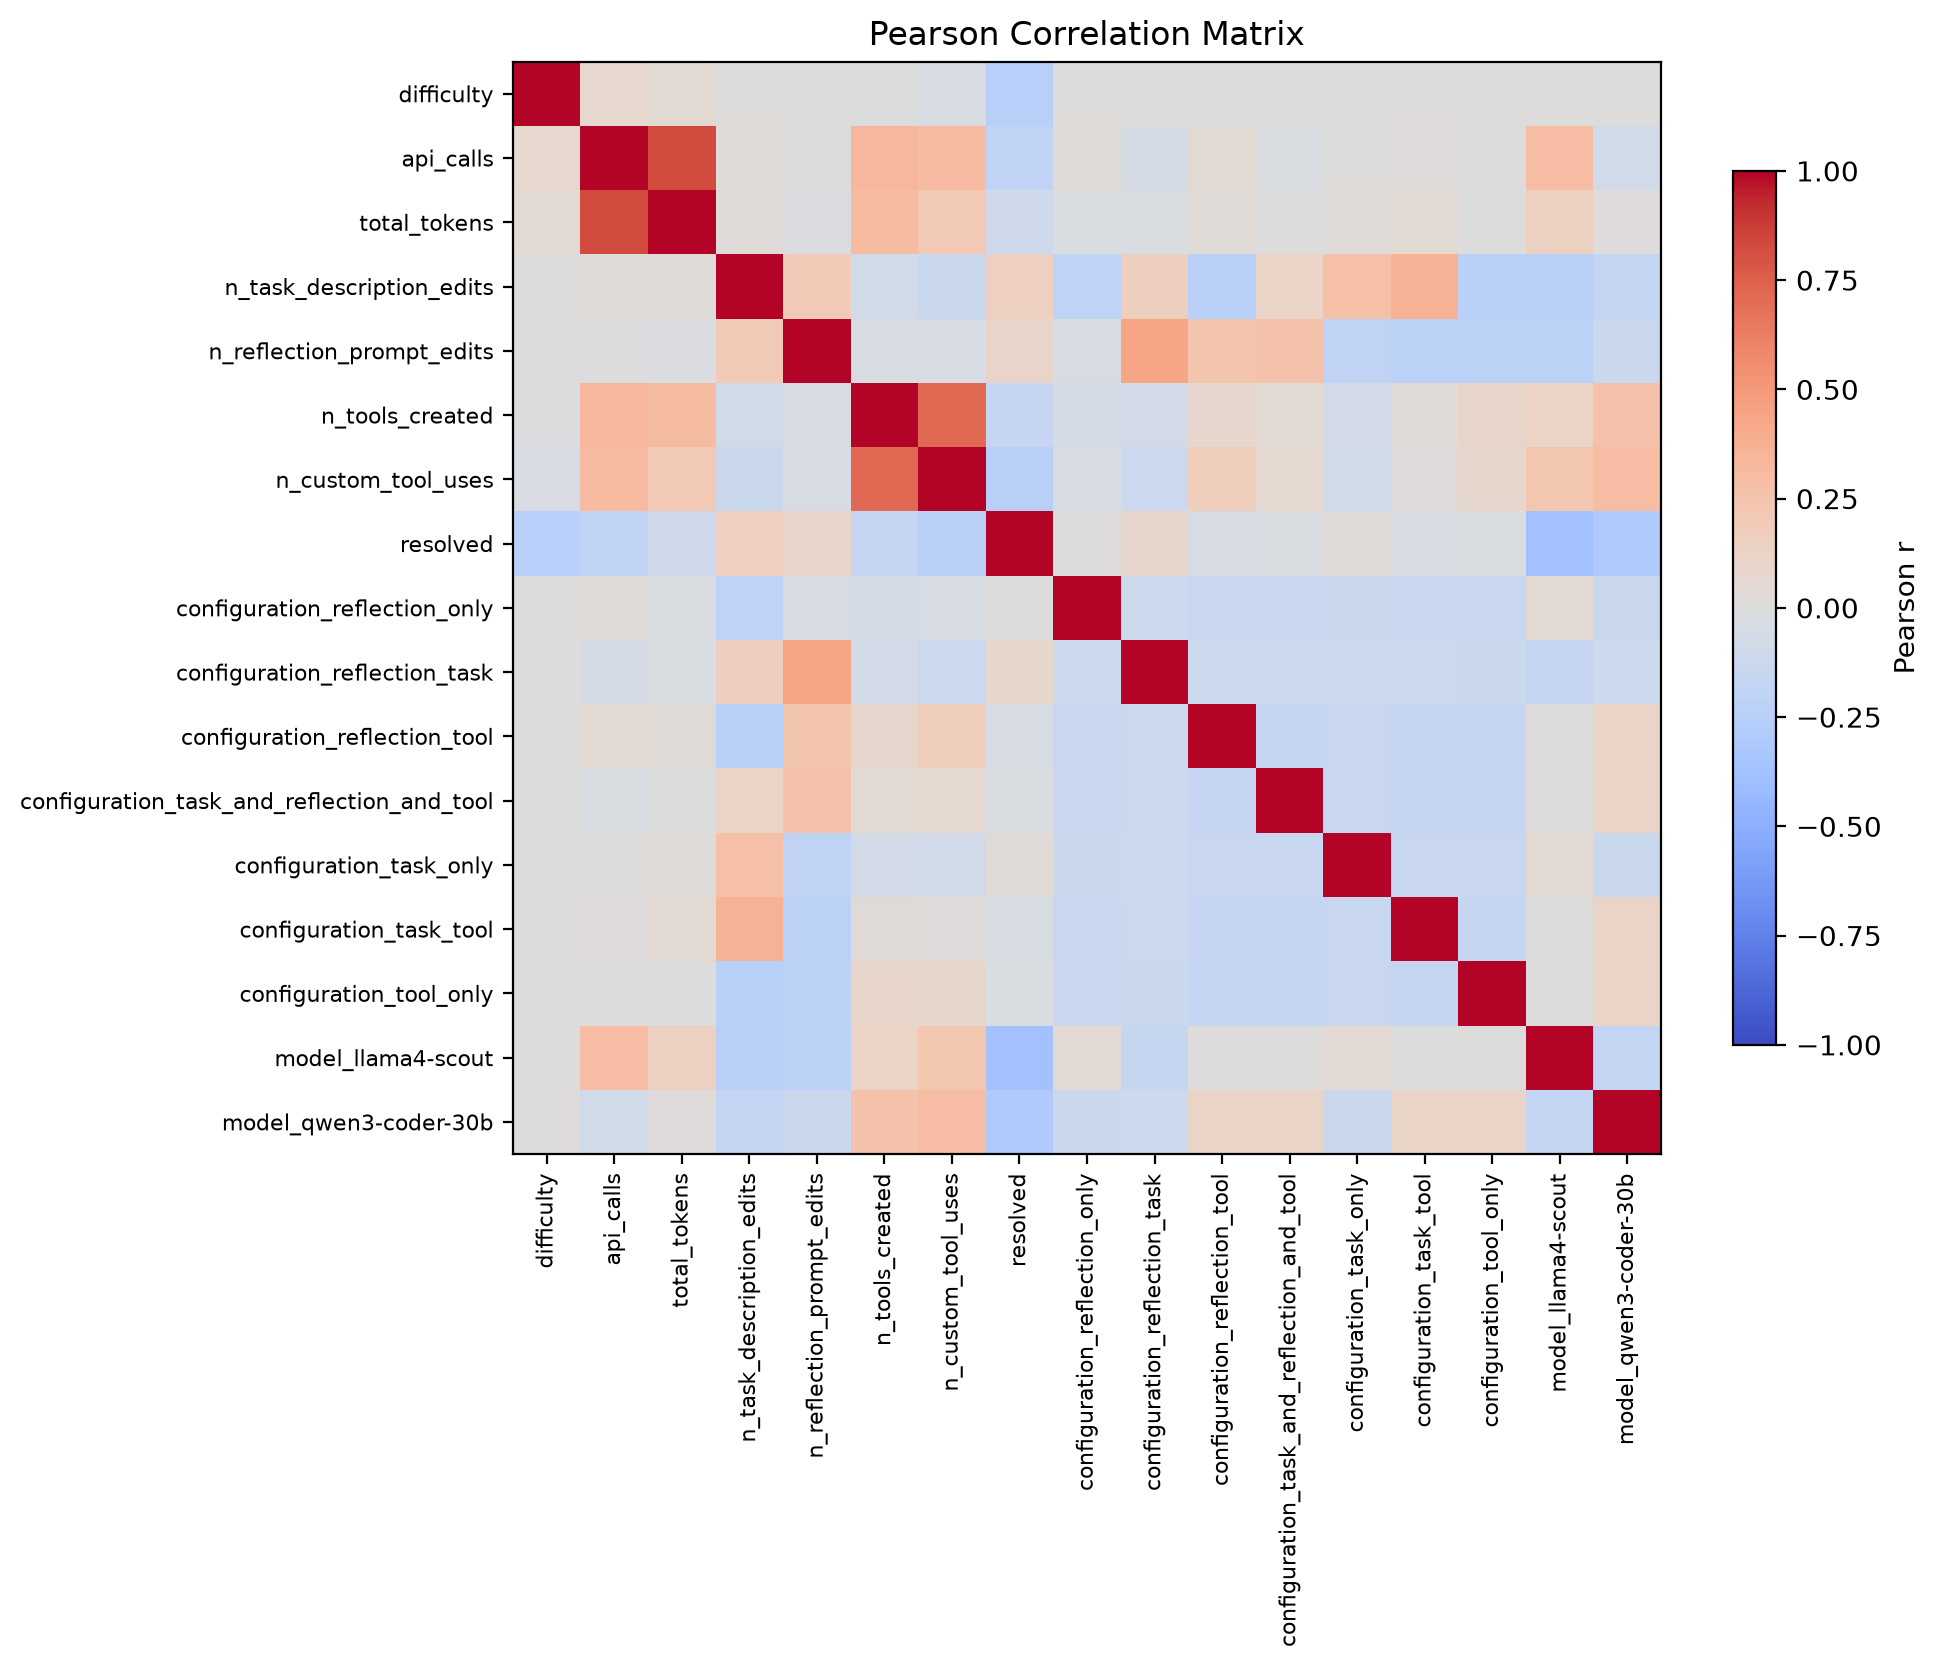 Pearson Correlation Matrix
difficulty
api_calls
total_tokens
n_task_description_edits
n_reflection_prompt_edits
n_tools_created
n_custom_tool_uses
resolved
configuration_reflection_only
configuration_reflection_task
configuration_reflection_tool
configuration_task_and_reflection_and_tool
configuration_task_only
configuration_task_tool
configuration_tool_only
model_llama4-scout
model_qwen3-coder-30b
difficulty
api_calls
total_tokens
n_task_description_edits
n_reflection_prompt_edits
n_tools_created
n_custom_tool_uses
resolved
configuration_reflection_only
configuration_reflection_task
configuration_reflection_tool
configuration_task_and_reflection_and_tool
configuration_task_only
configuration_task_tool
configuration_tool_only
model_llama4-scout
model_qwen3-coder-30b
1.00
0.75
0.50
0.25
0.00
−0.25
−0.50
−0.75
−1.00
Pearson r